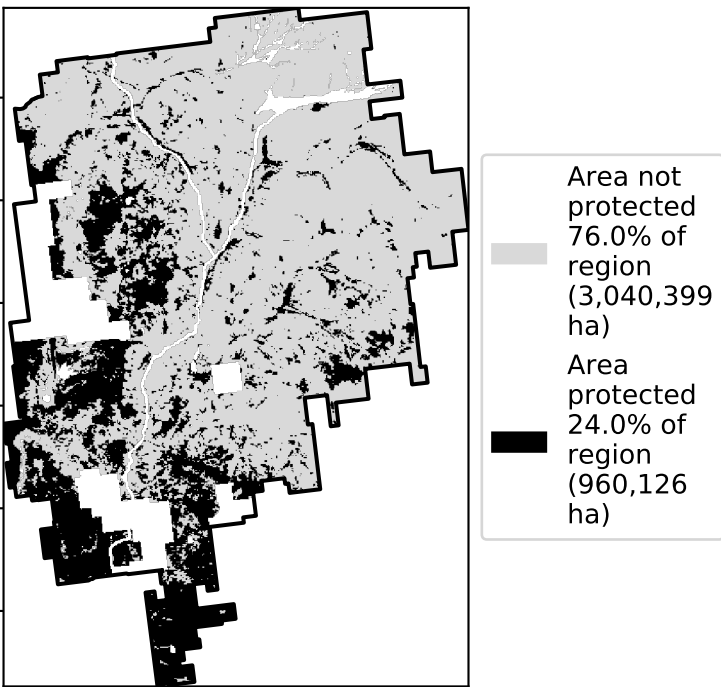 Area not
protected
76.0% of
region
(3,040,399
ha)
Area
protected
24.0% of
region
(960,126
ha)